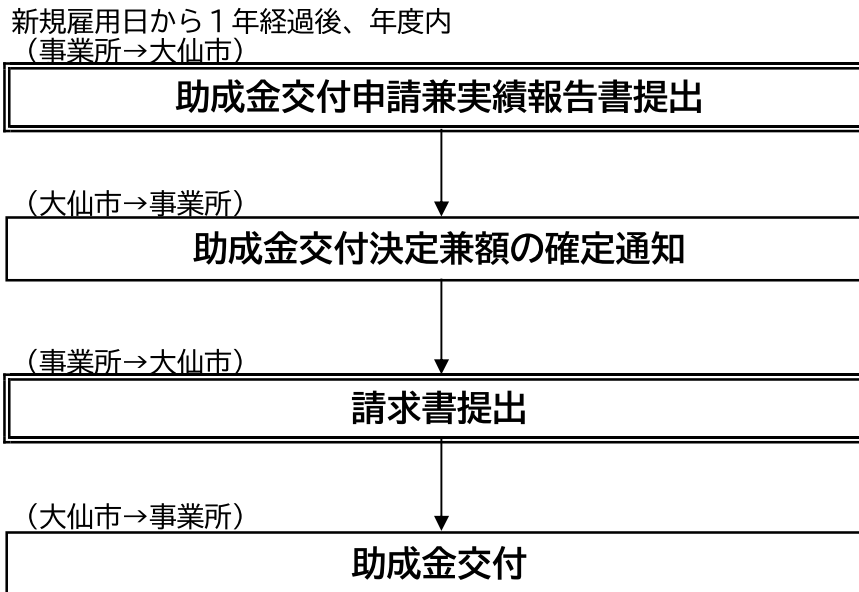 新規雇用日から１年経過後、年度内
（事業所→大仙市）
助成金交付申請兼実績報告書提出
（大仙市→事業所）
助成金交付決定兼額の確定通知
（事業所→大仙市）
請求書提出
（大仙市→事業所）
助成金交付